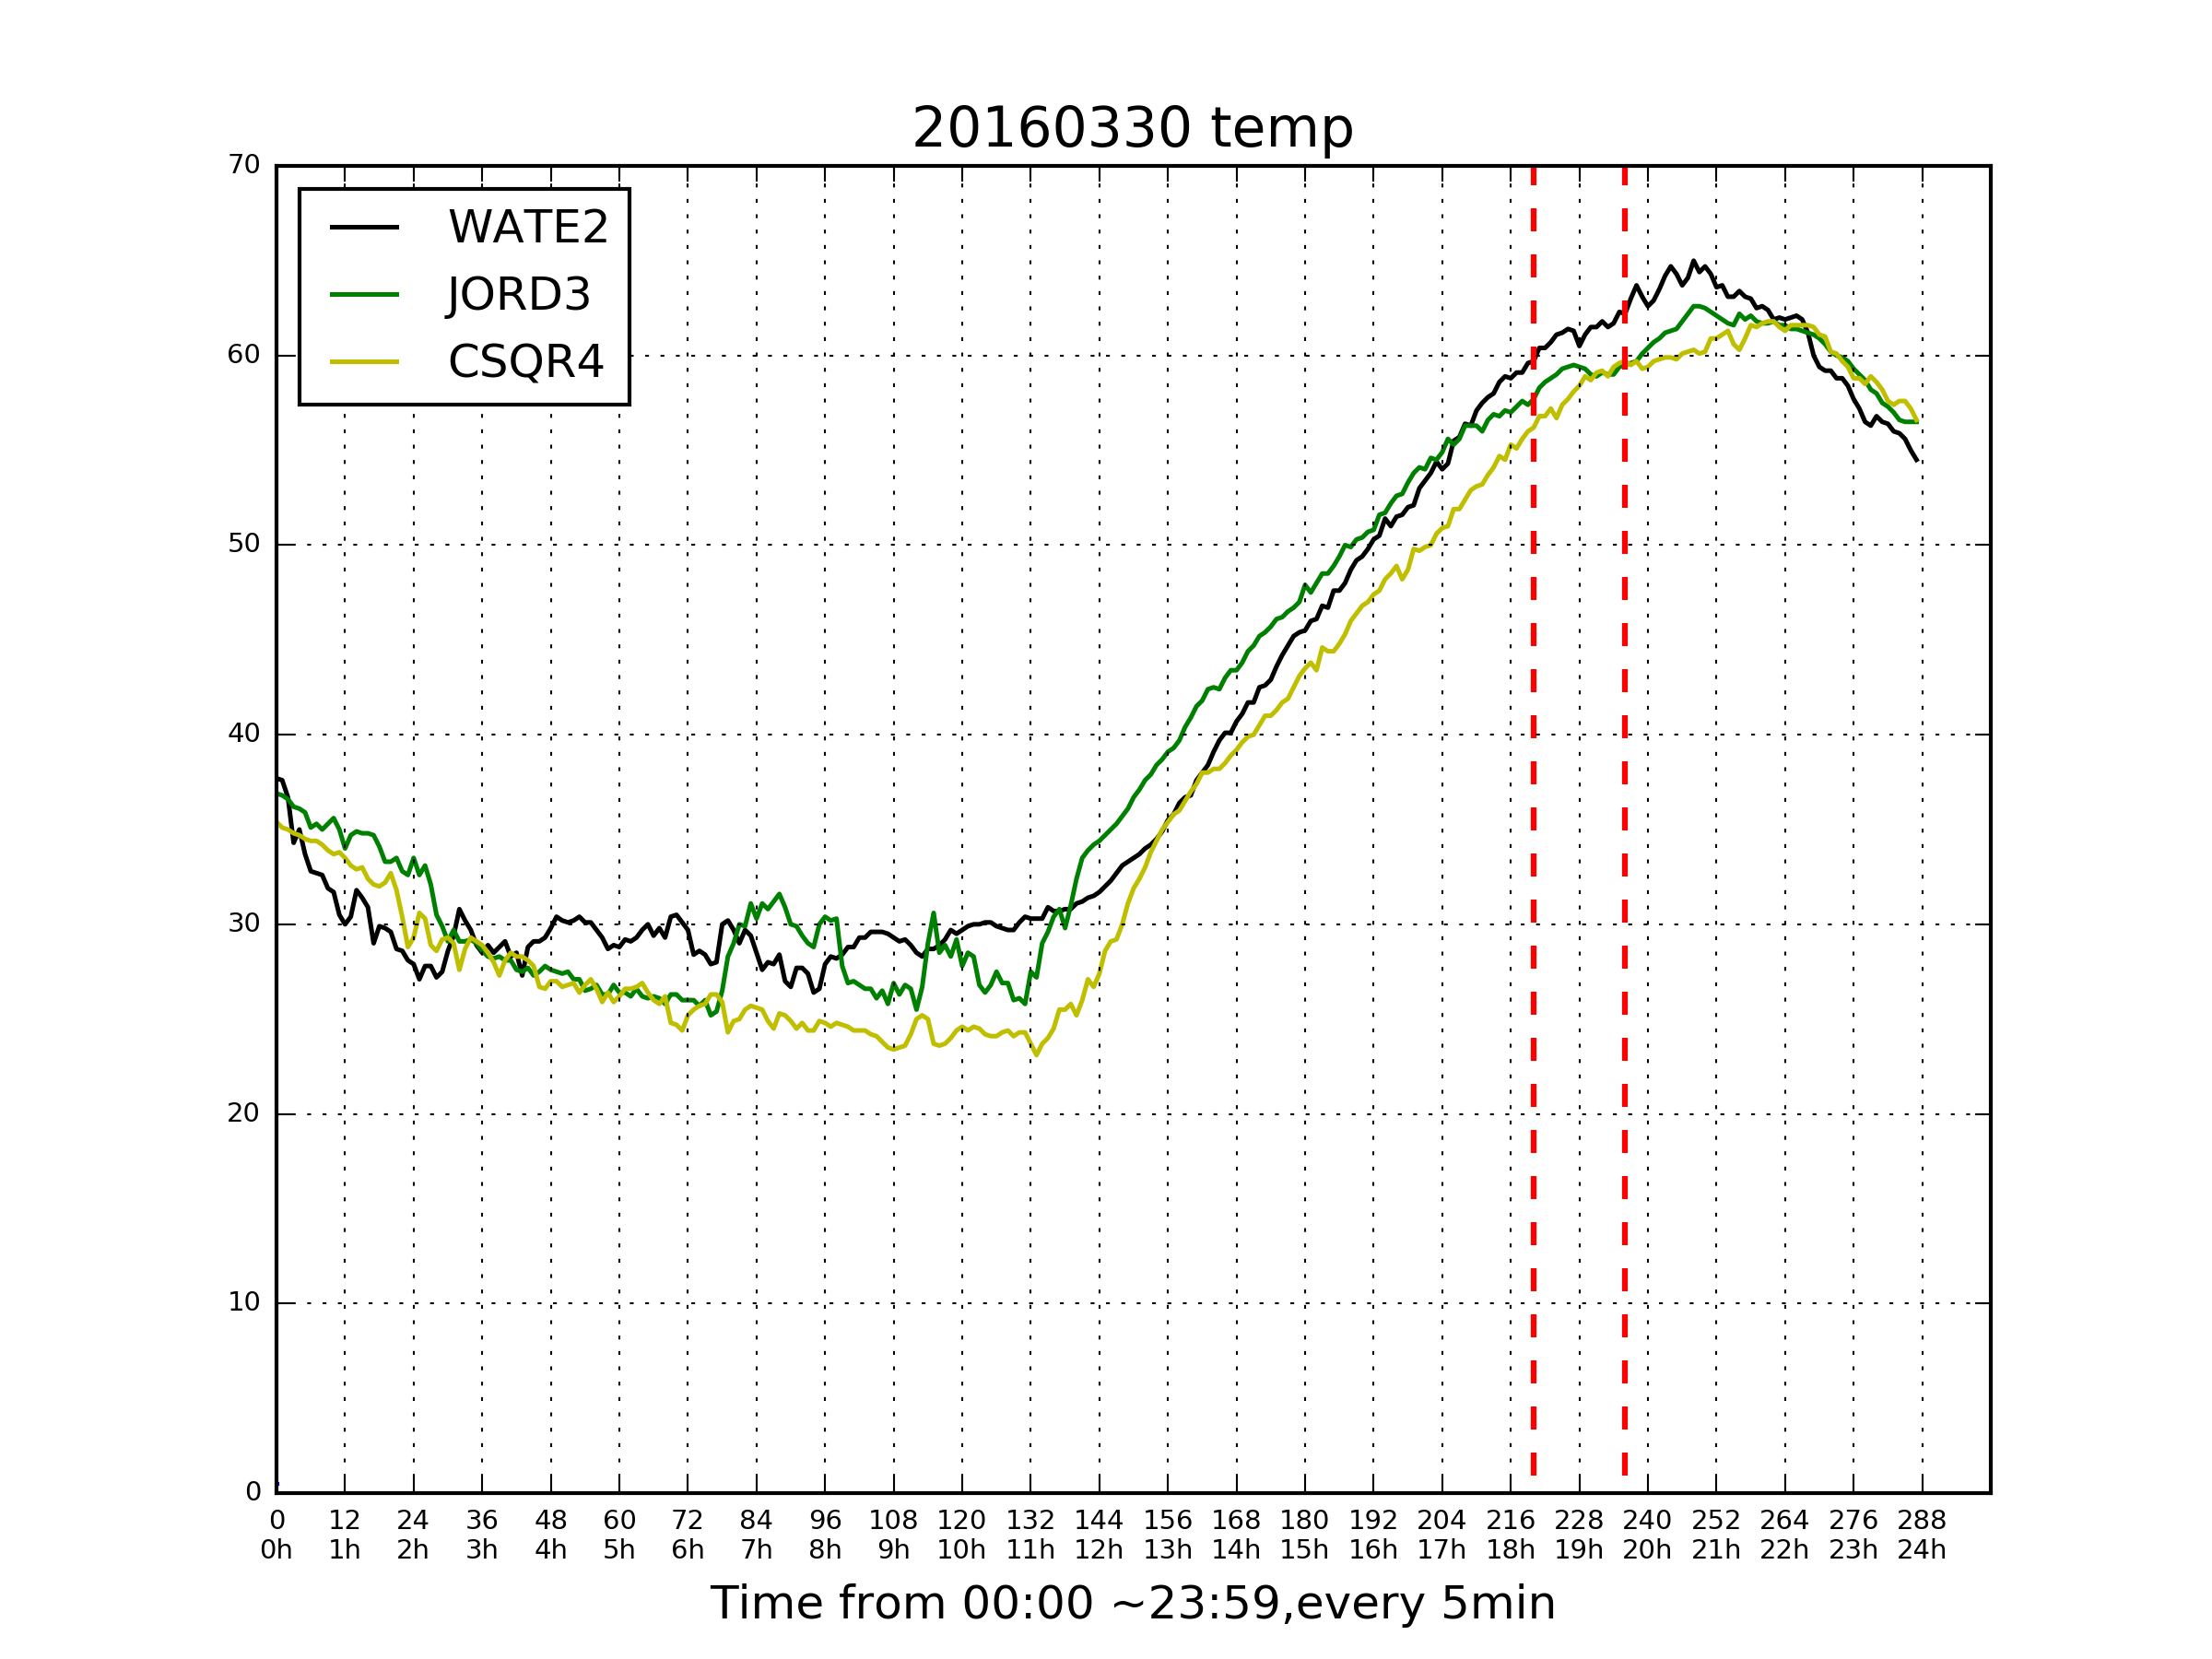 20160330 temp
70
60
50
40
30
20
10
0
WATE2
JORD3
CSQR4
0 12 24 36 48 60 72 84 96 108 120 132 144 156 168 180 192 204 216 228 240 252 264 276 288
0h 1h 2h 3h 4h 5h 6h 7h 8h 9h 10h 11h 12h 13h 14h 15h 16h 17h 18h 19h 20h 21h 22h 23h 24h
Time from 00:00 ~23:59,every 5min